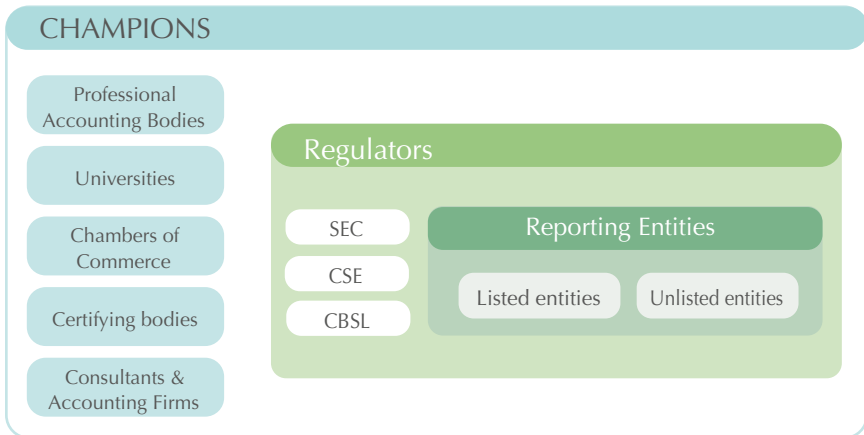 CHAMPIONS
Professional
Accounting Bodies
Universities
Chambers of
Commerce
Certifying bodies
Consultants &
Accounting Firms
Regulators
SEC
CSE
CBSL
Reporting Entities
Listed entities
Unlisted entities